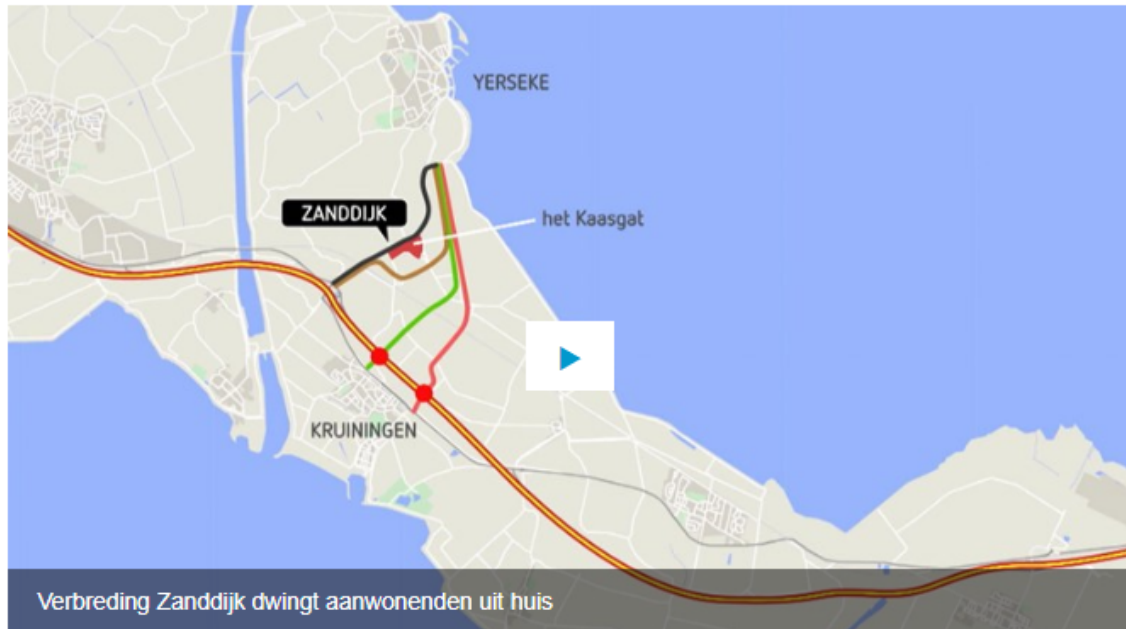 YERSEKE
ZANDDIJK
het Kaasgat
KRUININGEN
Verbreding Zanddijk dwingt aanwonenden uit huis